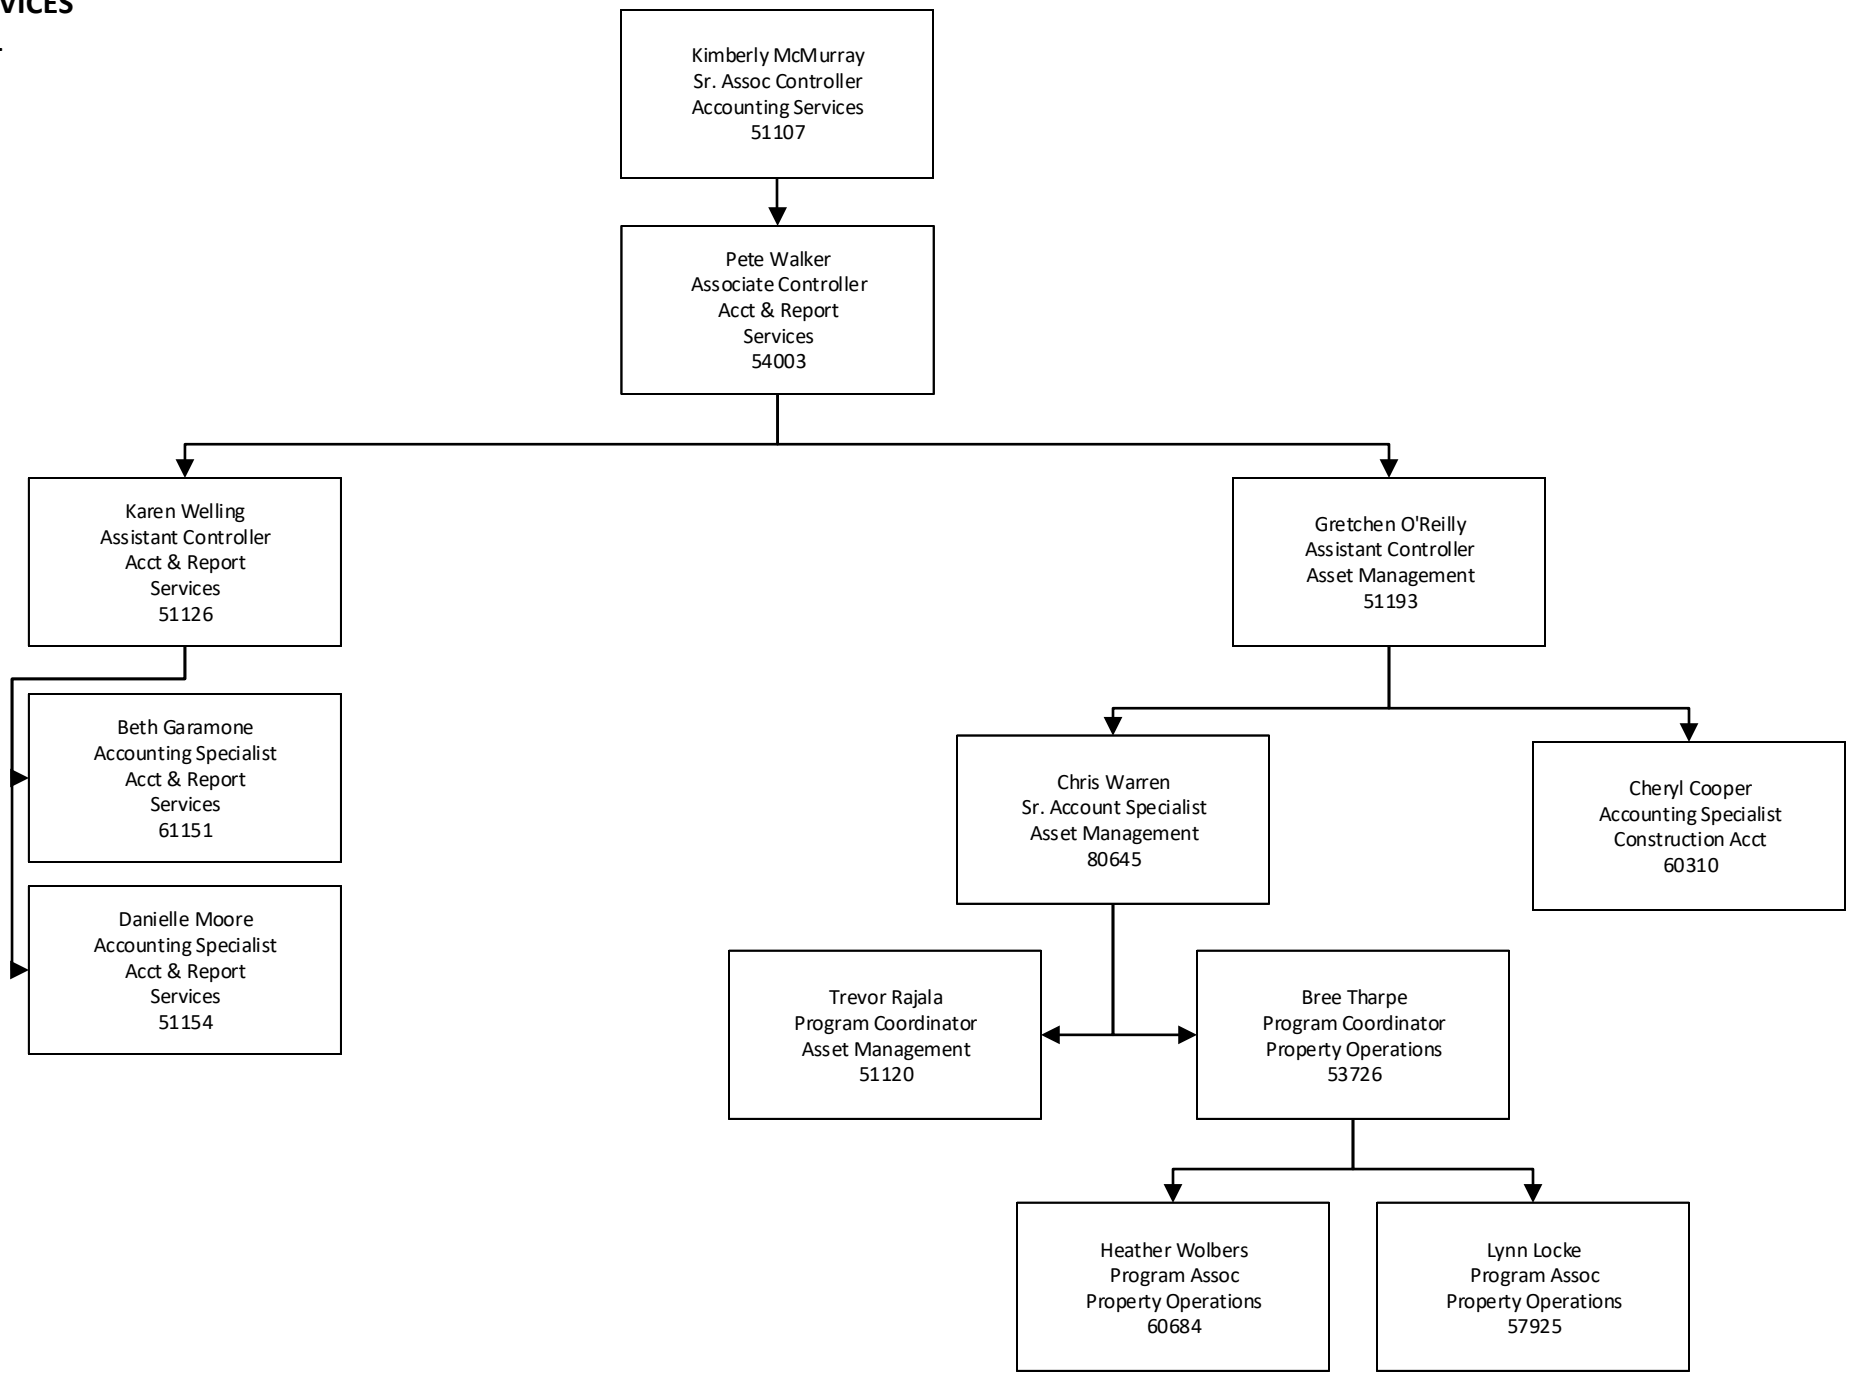 VICES
Kimberly McMurray
Sr. Assoc Controller
Accounting Services
51107
Pete Walker
Associate Controller
Acct & Report
Services
54003
Karen Welling
Assistant Controller
Acct & Report
Services
51126
Gretchen O'Reilly
Assistant Controller
Asset Management
51193
Beth Garamone
Accounting Specialist
Acct & Report
Services
61151
Chris Warren
Sr. Account Specialist
Asset Management
80645
Cheryl Cooper
Accounting Specialist
Construction Acct
60310
Danielle Moore
Accounting Specialist
Acct & Report
Services
51154
Trevor Rajala
Program Coordinator
Asset Management
51120
Bree Tharpe
Program Coordinator
Property Operations
53726
Heather Wolbers
Program Assoc
Property Operations
60684
Lynn Locke
Program Assoc
Property Operations
57925